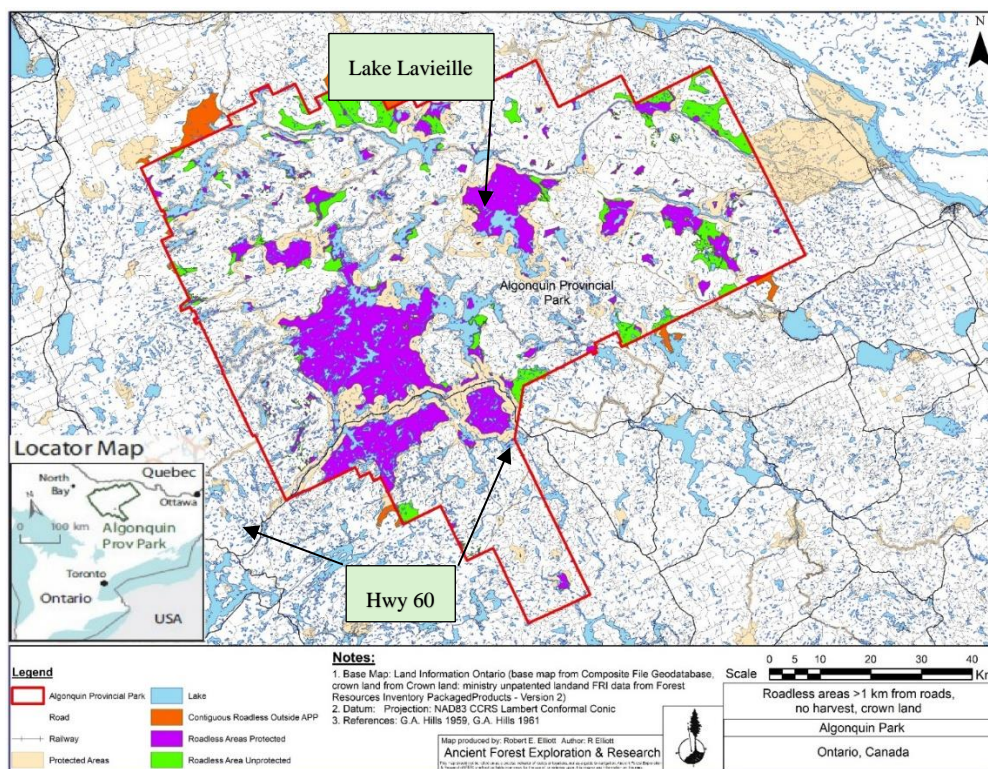 N
Lake Lavieille
Algonquin Provincial
Park
Locator Map
Quebec
North
Bay
Ottawa
0 100 km
Algonquin
Prov Park
Toronto
Ontario
USA
Hwy 60
Legend
Algonquin Provincial Park
Road
Railway
Protected Areas
Lake
Contiguous Roadless Outside APP
Roadless Areas Protected
Roadless Area Unprotected
Notes:
1. Base Map: Land Information Ontario (base map from Composite File Geodatabase,
crown land from Crown land: ministry unpatented landand FRI data from Forest
Resources Inventory PackagedProducts - Version 2)
2. Datum: Projection: NAD83 CCRS Lambert Conformal Conic
3. References: G.A. Hills 1959, G.A. Hills 1961
Map produced by: Robert E. Elliott Author: R Elliott
Ancient Forest Exploration & Research
Scale 0 5 10 20 30 40
Km
Roadless areas >1 km from roads,
no harvest, crown land
Algonquin Park
Ontario, Canada